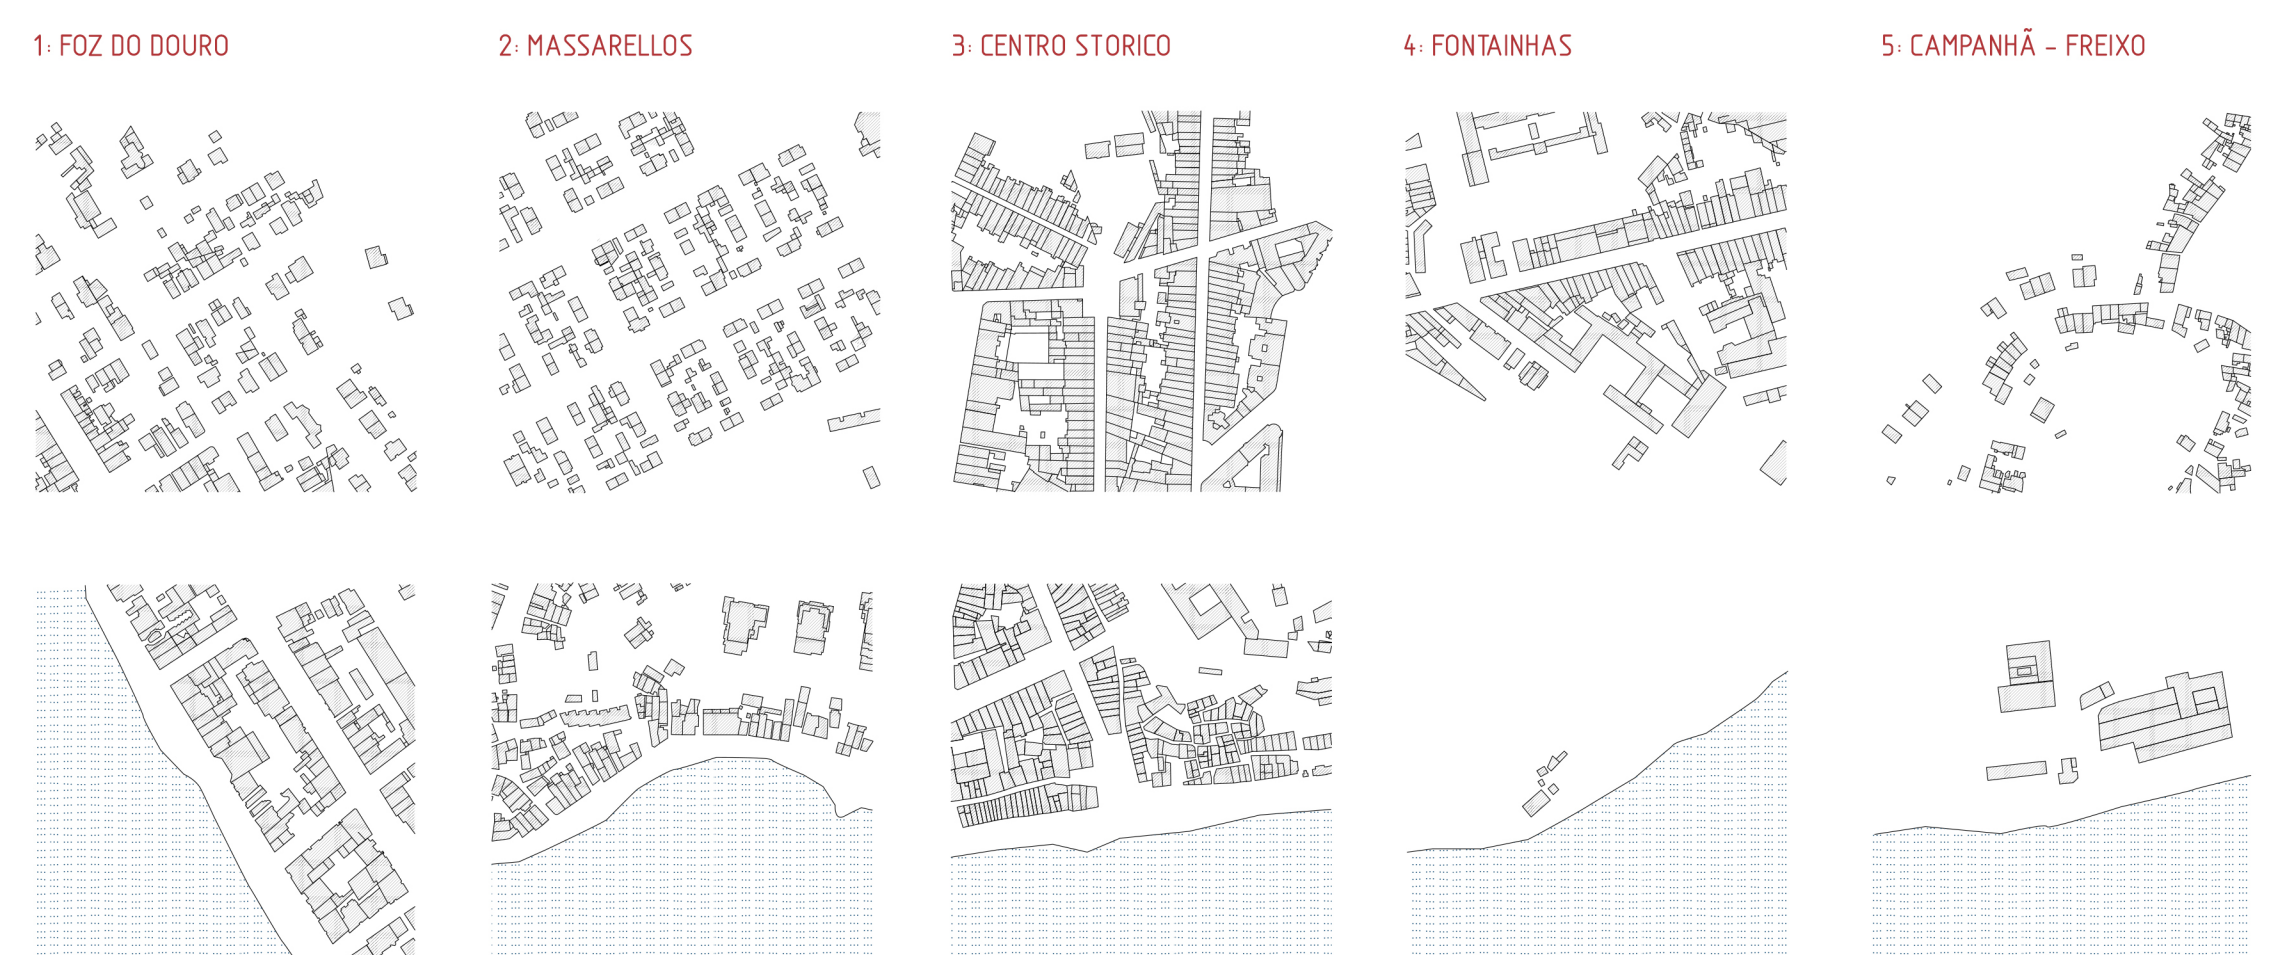 1: FOZ DO DOURO
2: MASSARELLOS
3: CENTRO STORICO
4: FONTAINHAS
5: CAMPANHÃ - FREIXO